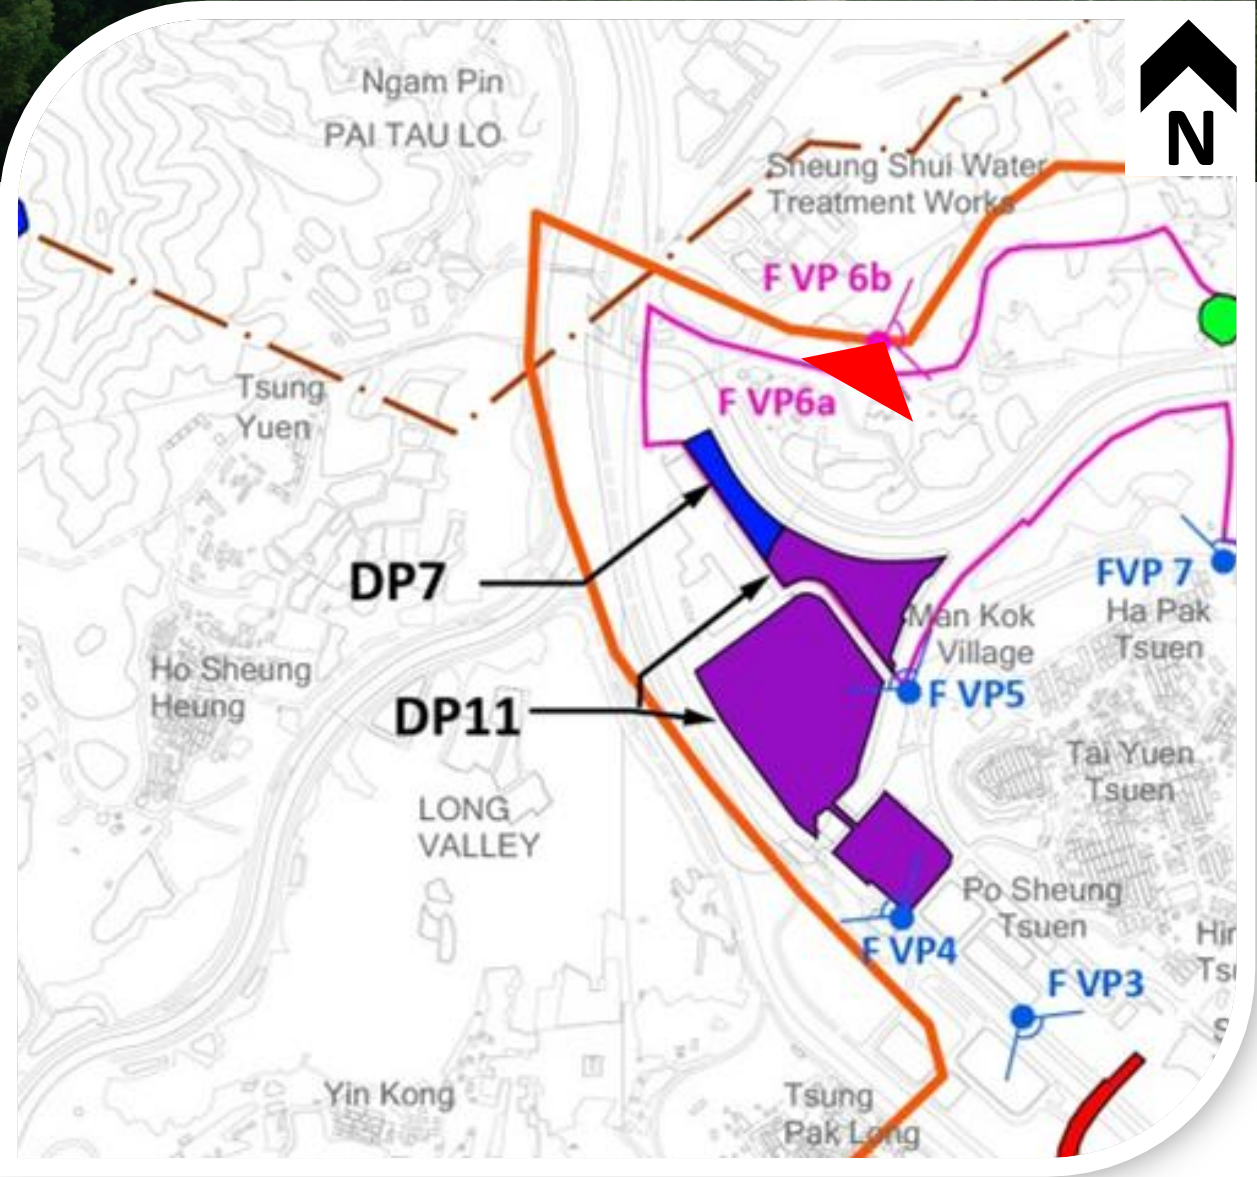 Ngam Pin
PAI TAU LO
N
Sheung Shui Water
Treatment Works
F VP 6b
Tsung
Yuen
F VP6a
DP7
FVP 7
Ha Pak
Tsuen
Man Kok
Village
Ho Sheung
Heung
F VP5
DP11
Tai Yuen
Tsuen
LONG
VALLEY
Po Sheung
Tsuen
F VP4
F VP3
Yin Kong
Tsung
Pak Long